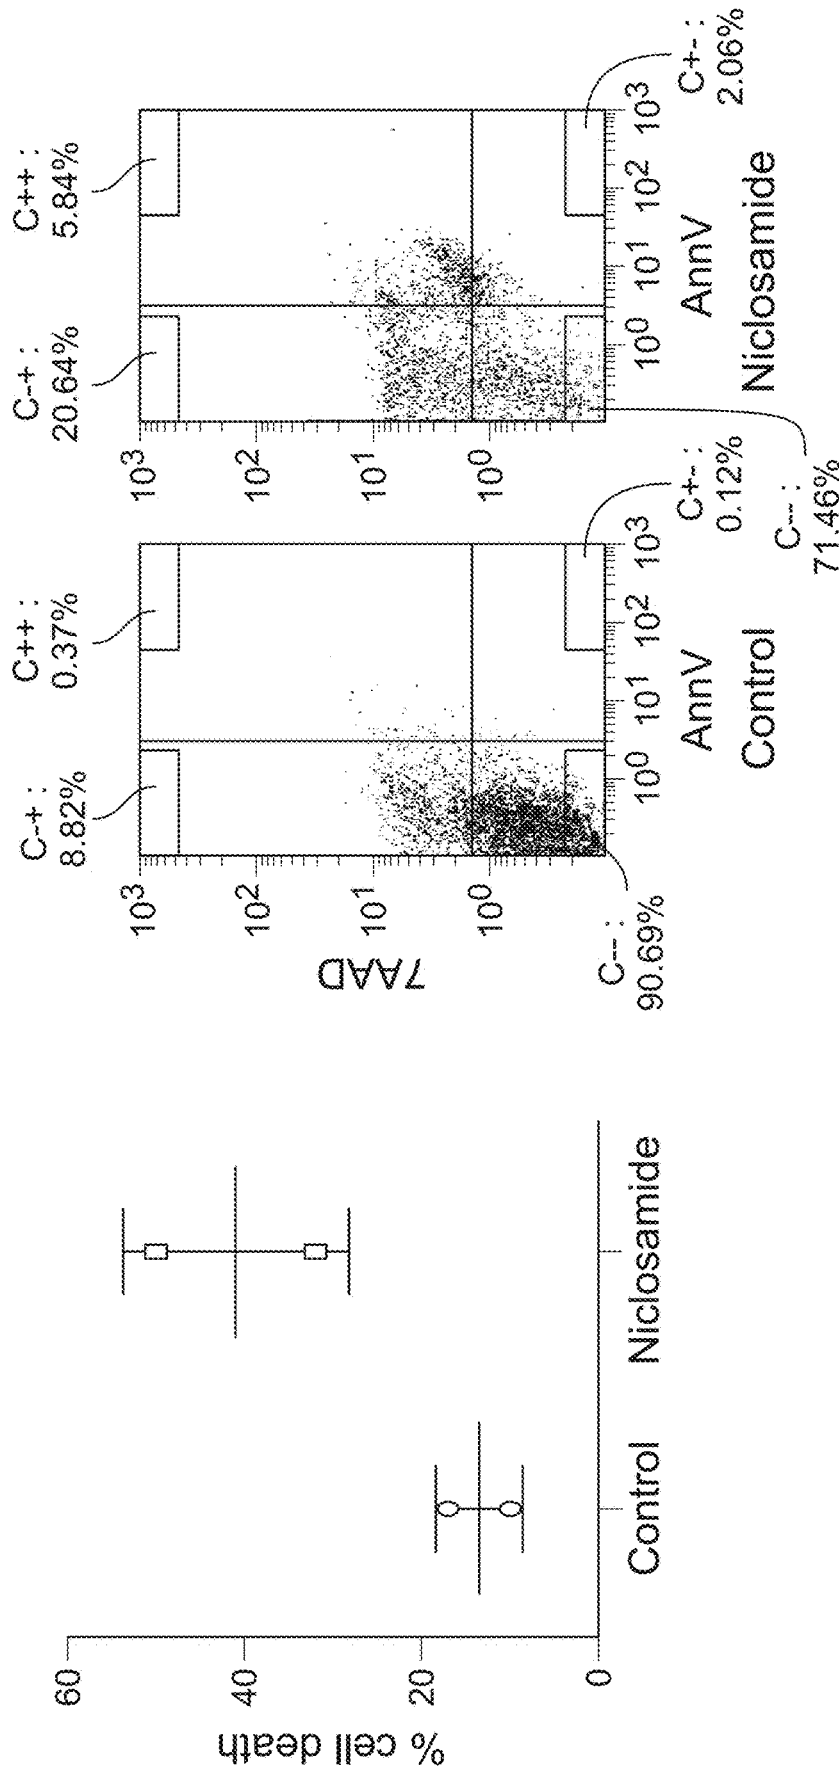 % cell death
60
40
20
0
Control
Niclosamide
7AAD
C-+ :
8.82%
C++ :
0.37%
10³
10²
10¹
10⁰
10⁰
10¹
10²
10³
C-- :
90.69%
C+- :
0.12%
AnnV
Control
C-+ :
20.64%
C++ :
5.84%
10³
10²
10¹
10⁰
10⁰
10¹
10²
10³
C-- :
71.46%
C+- :
2.06%
AnnV
Niclosamide